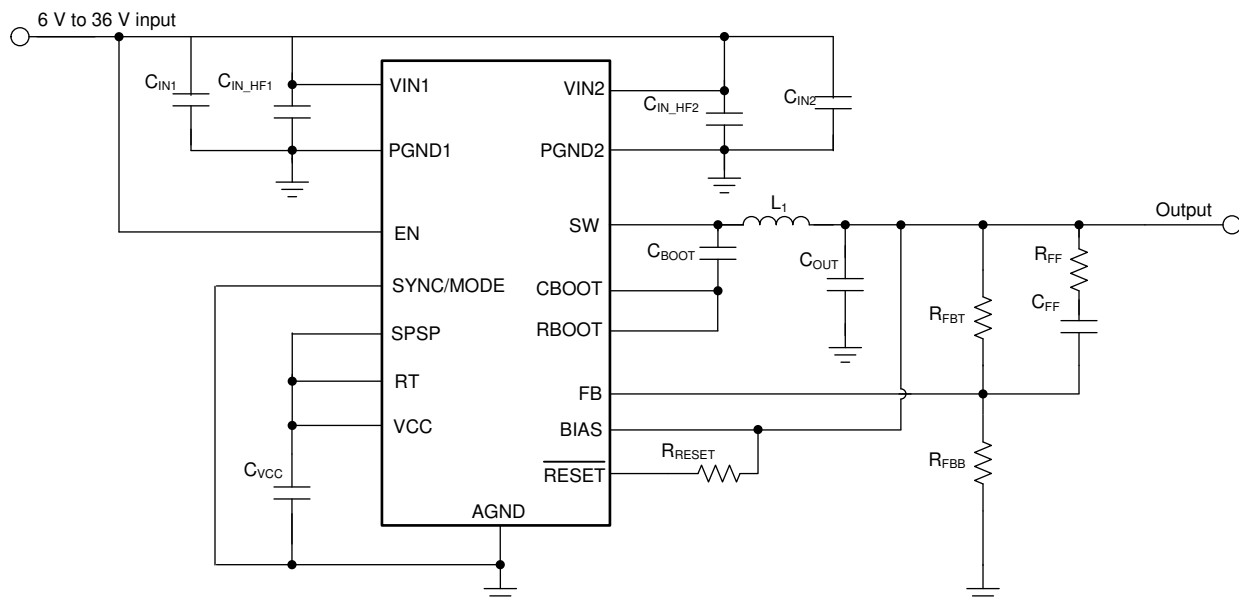 6 V to 36 V input
C_IN1
C_IN_HF1
VIN1
VIN2
C_IN_HF2
C_IN2
PGND1
PGND2
EN
SW
L_1
Output
C_BOOT
C_OUT
R_FF
SYNC/MODE
CBOOT
C_FF
R_FBT
SPSP
RBOOT
RT
FB
VCC
BIAS
R_RESET
C_VCC
RESET
R_FBB
AGND